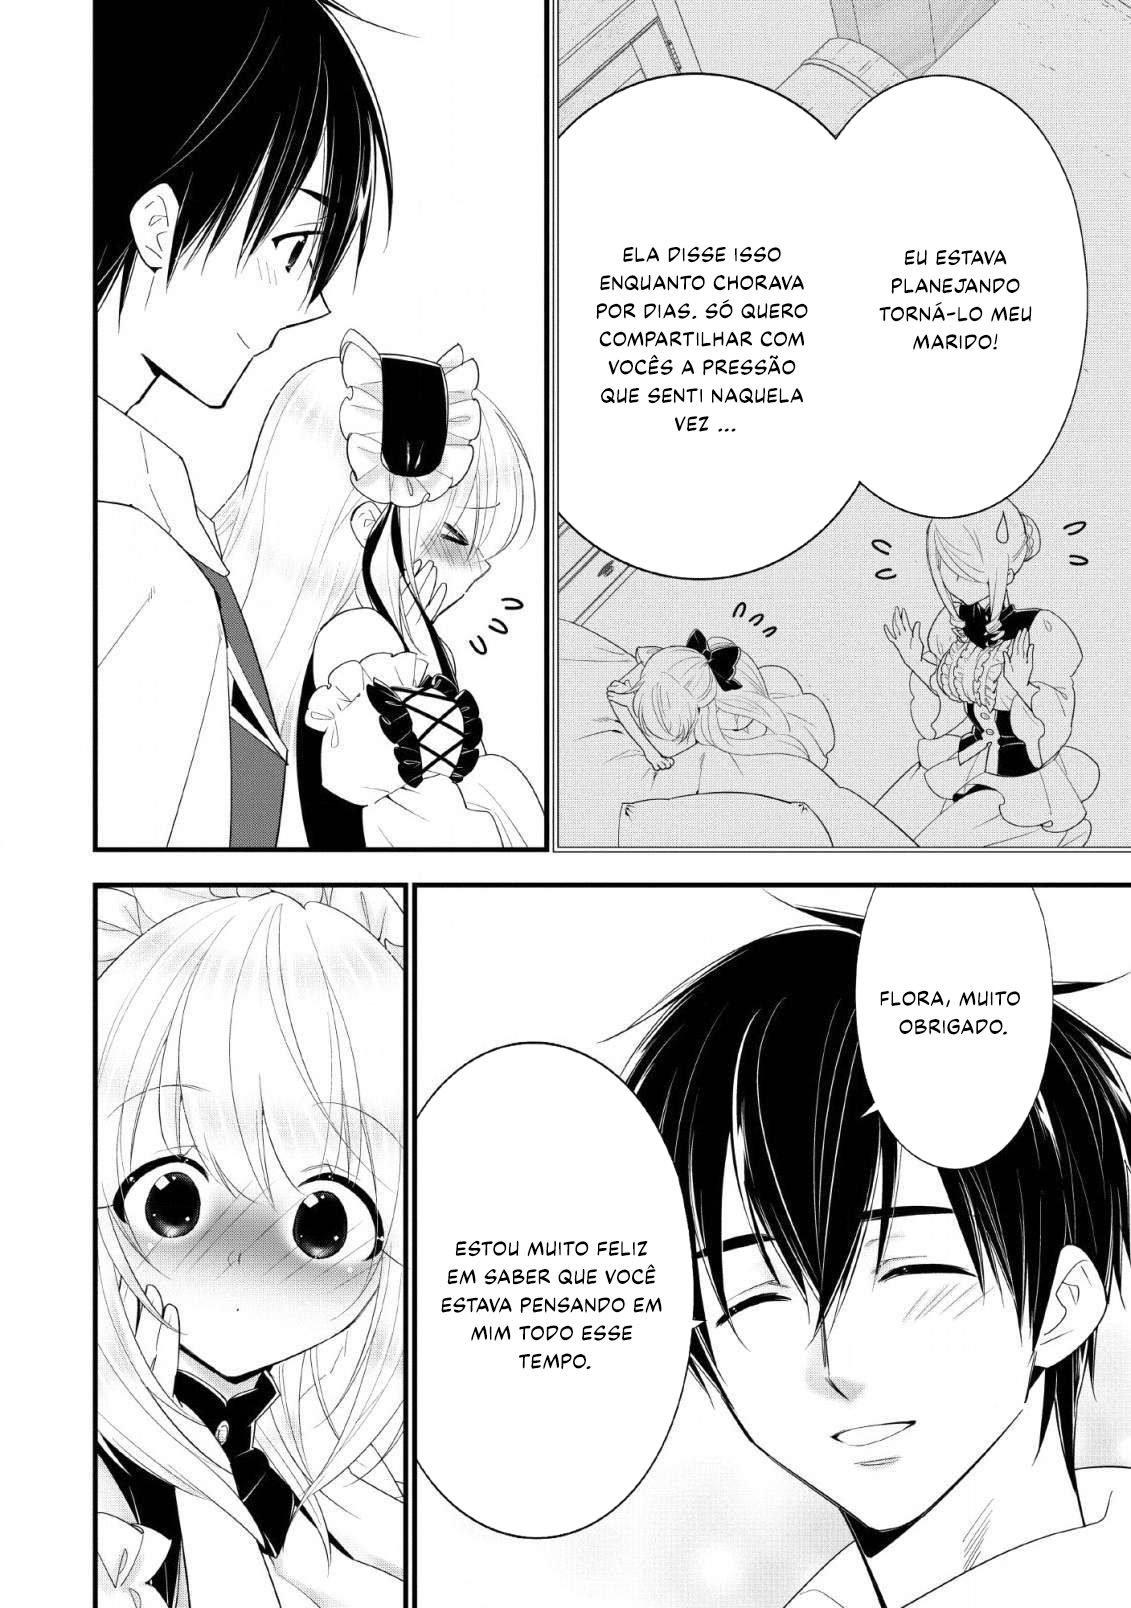 EU ESTAVA
PLANEJANDO
TORNÁ-LO MEU
MARIDO!
ELA DISSE ISSO
ENQUANTO CHORAVA
POR DIAS. SÓ QUERO
COMPARTILHAR COM
VOCÊS A PRESSÃO
QUE SENTI NAQUELA
VEZ ...
FLORA, MUITO
OBRIGADO.
ESTOU MUITO FELIZ
EM SABER QUE VOCÊ
ESTAVA PENSANDO EM
MIM TODO ESSE
TEMPO.